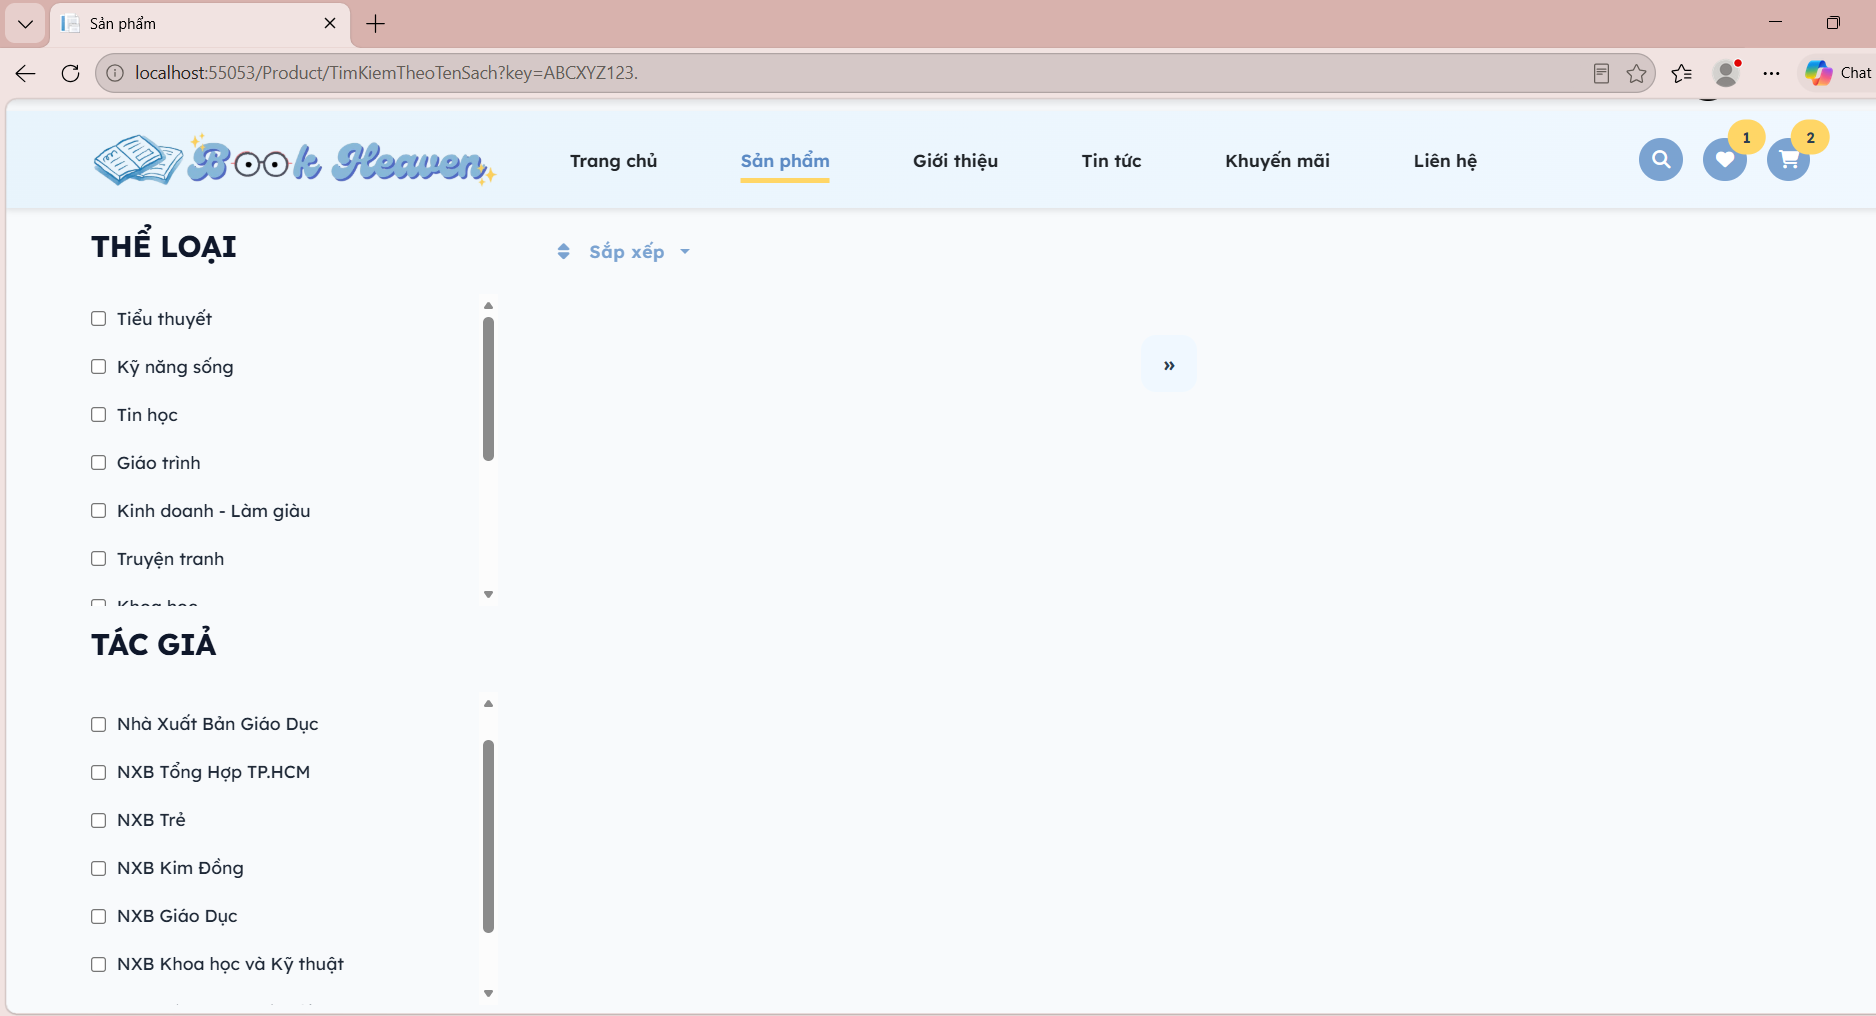 Sản phẩm
localhost:55053/Product/TimKiemTheoTenSach?key=ABCXYZ123.
Chat
Book Heaven
Trang chủ
Sản phẩm
Giới thiệu
Tin tức
Khuyến mãi
Liên hệ
1
2
THỂ LOẠI
Sắp xếp
Tiểu thuyết
Kỹ năng sống
»
Tin học
Giáo trình
Kinh doanh - Làm giàu
Truyện tranh
Khoa học
TÁC GIẢ
Nhà Xuất Bản Giáo Dục
NXB Tổng Hợp TP.HCM
NXB Trẻ
NXB Kim Đồng
NXB Giáo Dục
NXB Khoa học và Kỹ thuật